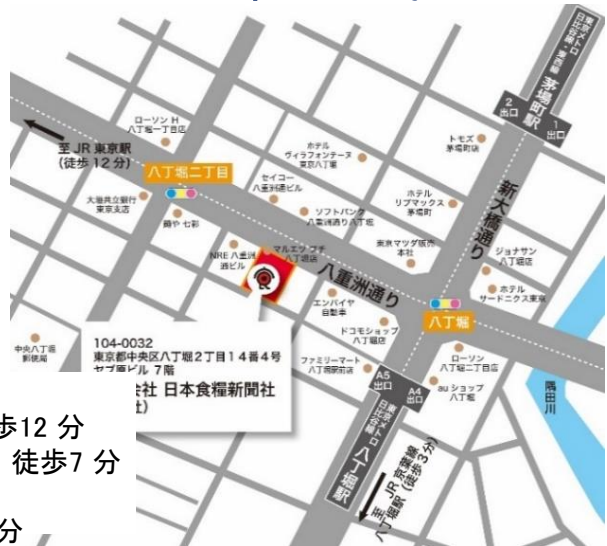 東京メトロ
日比谷線・東西線
茅場町駅
2
出口
1
出口
ローソン H
八丁堀一丁目店
至 JR 東京駅
(徒歩 12 分)
八丁堀二丁目
ホテル
ヴィラフォンテーヌ
東京八丁堀
トモズ
茅場町店
セイコー
八重洲通ビル
大垣共立銀行
東京支店
麺や 七彩
ソフトバンク
八重洲通り八丁堀
ホテル
リブマックス
茅場町
新大橋通り
NRE 八重洲
通ビル
マルエツ プチ
八丁堀店
東京マツダ販売
本社
ジョナサン
八丁堀店
八重洲通り
ホテル
サードニクス東京
エンパイヤ
自動車
八丁堀
ドコモショップ
八丁堀店
中央八丁堀
郵便局
104-0032
東京都中央区八丁堀2丁目14番4号
ヤブ原ビル 7階
会社 日本食糧新聞社
社)
ファミリーマート
八丁堀駅前店
ローソン
八丁堀二丁目店
A5
出口
A4
出口
au ショップ
八丁堀
隅田川
東京メトロ
日比谷線
八丁堀駅
至 JR 京葉線
八丁堀駅(徒歩3分)
歩12 分
徒歩7 分
分